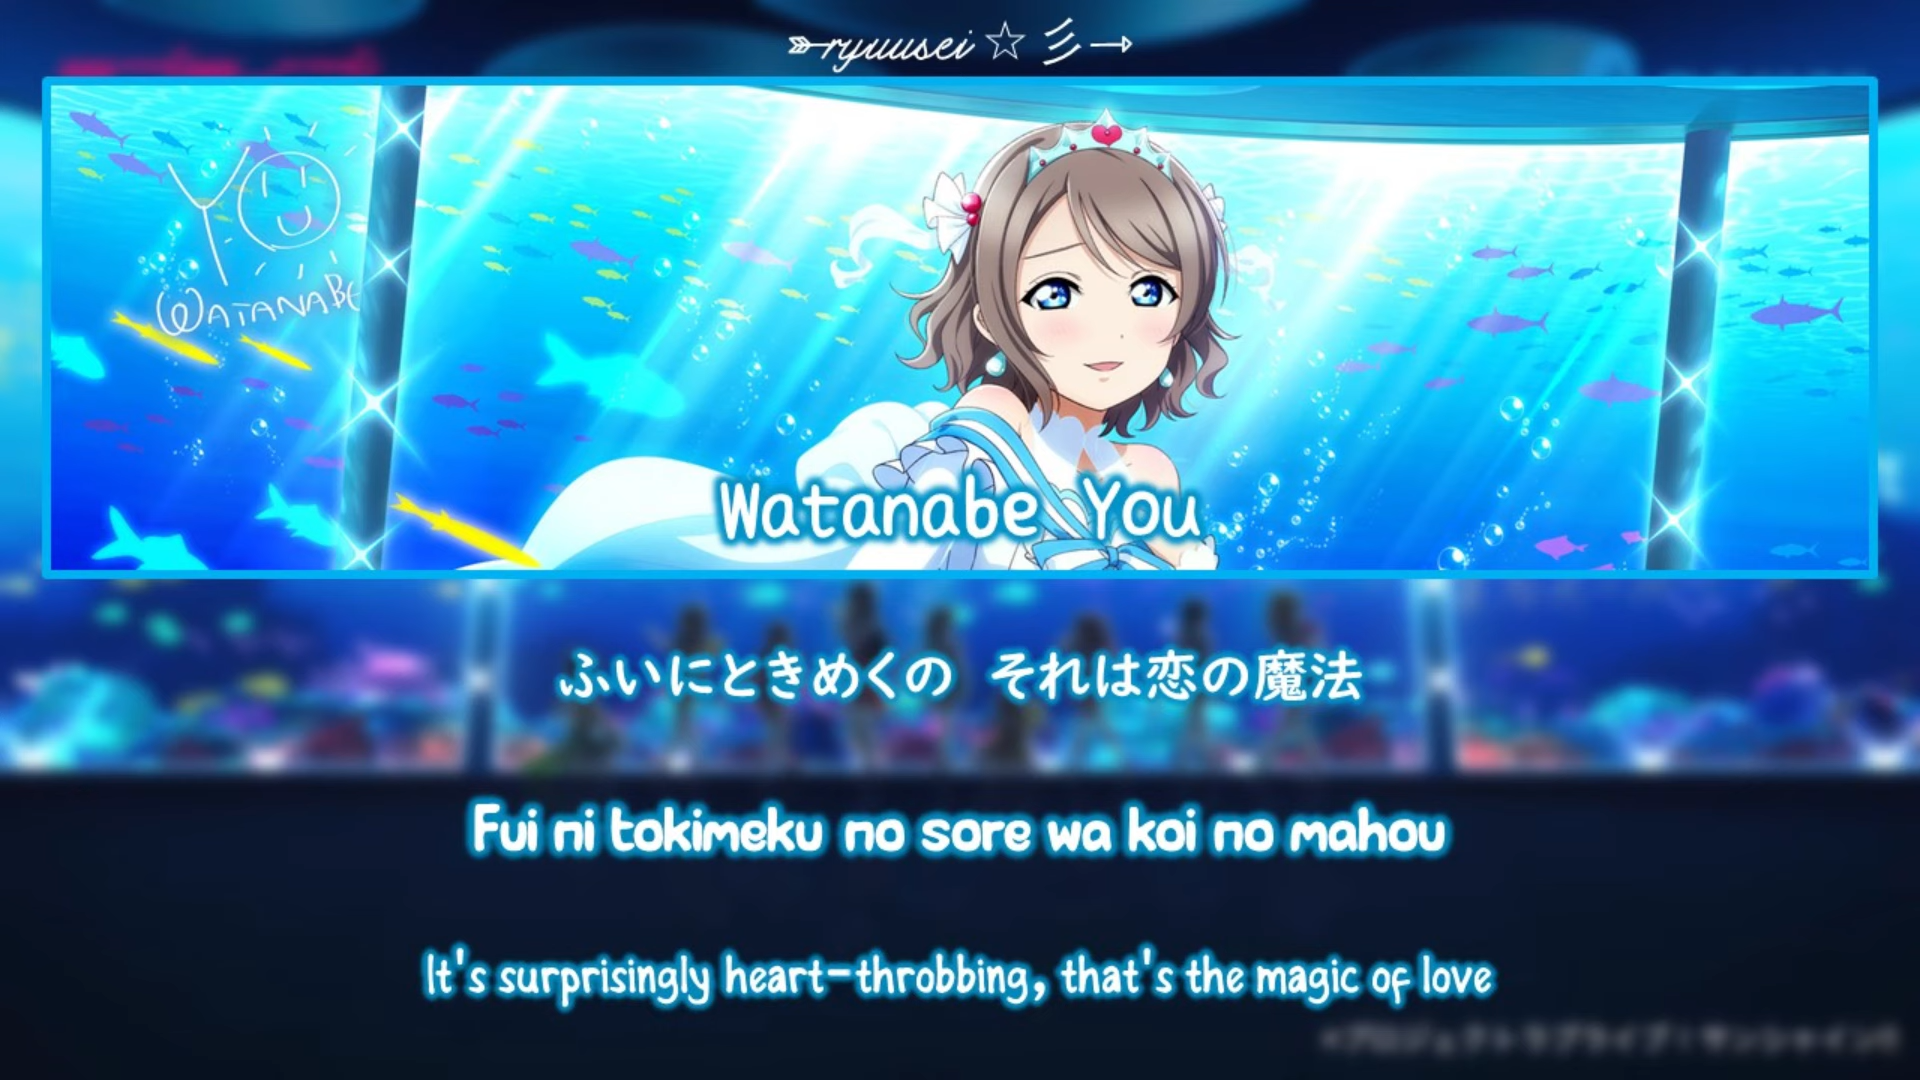 ryuusei☆彡
YO
WATANABE
Watanabe You
ふいにときめくの　それは恋の魔法
Fui ni tokimeku no sore wa koi no mahou
It's surprisingly heart-throbbing, that's the magic of love